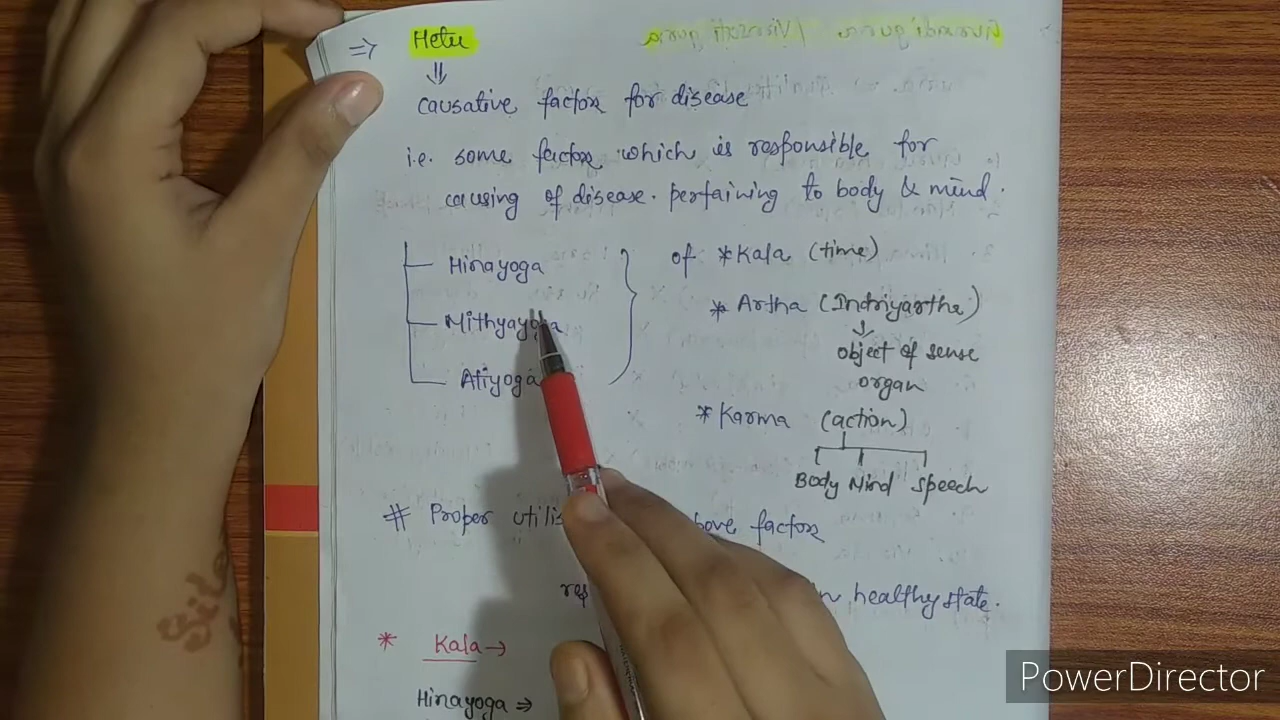 ⇒ Hetu
⇓
Causative factor for disease
i.e. some factor which is responsible for
causing of disease. pertaining to body & mind.
Hinayoga
Mithyayoga
Atiyoga
of *Kala (time)
* Artha (Indriyartha)
object of sense
organ
* Karma (action)
Body Mind Speech
# Proper factor
healthy state.
* Kala →
Hinayoga ⇒
PowerDirector